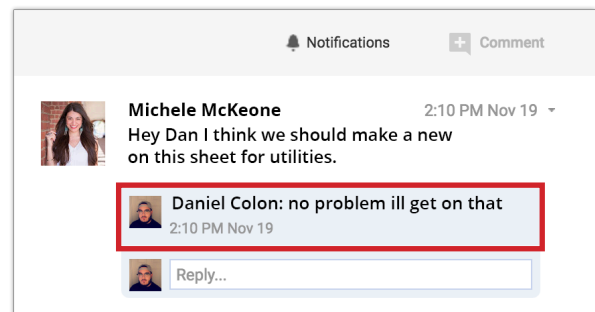 Notifications
Comment
Michele McKeone
2:10 PM Nov 19
Hey Dan I think we should make a new
on this sheet for utilities.
Daniel Colon: no problem ill get on that
2:10 PM Nov 19
Reply...